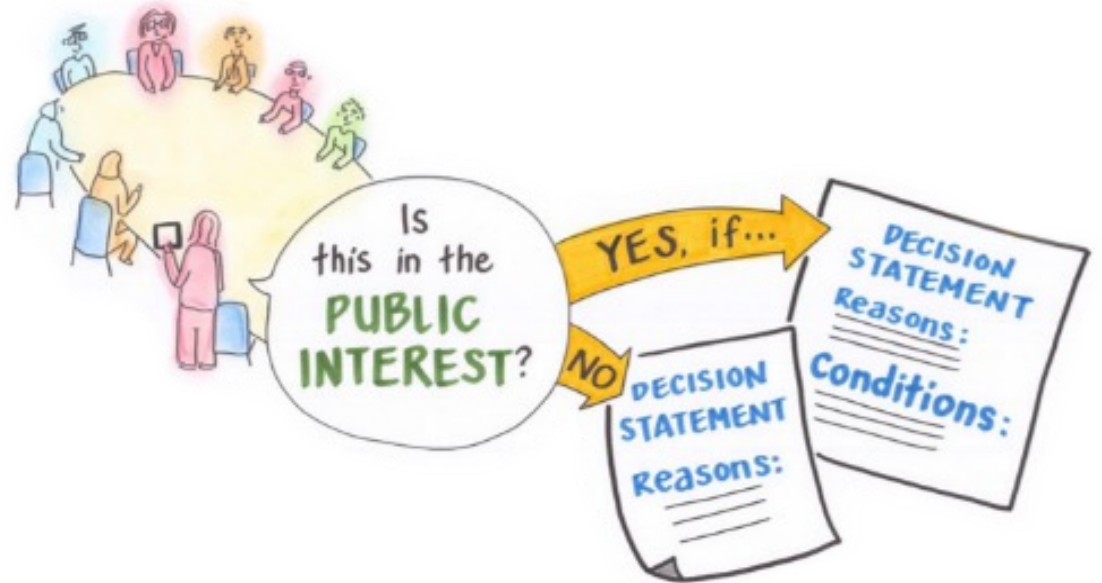 Is
this in the
PUBLIC
INTEREST?
YES, if...
DECISION
STATEMENT
Reasons:
Conditions:
NO
DECISION
STATEMENT
Reasons: